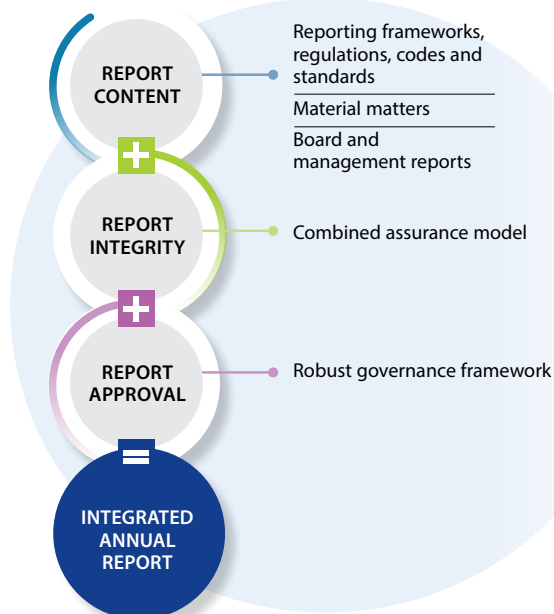 REPORT
CONTENT
Reporting frameworks,
regulations, codes and
standards
Material matters
Board and
management reports
+
REPORT
INTEGRITY
Combined assurance model
+
REPORT
APPROVAL
Robust governance framework
=
INTEGRATED
ANNUAL
REPORT